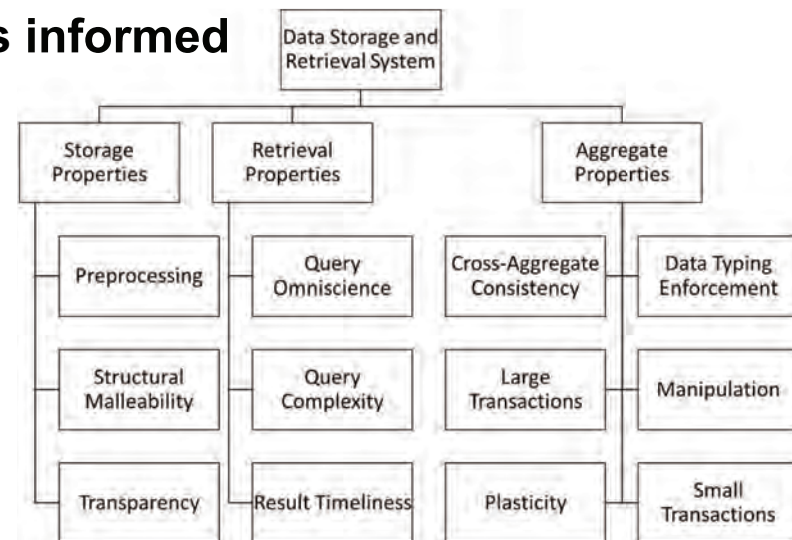 s informed
Data Storage and
Retrieval System
Storage
Properties
Retrieval
Properties
Aggregate
Properties
Preprocessing
Query
Omniscience
Cross-Aggregate
Consistency
Data Typing
Enforcement
Structural
Malleability
Query
Complexity
Large
Transactions
Manipulation
Transparency
Result Timeliness
Plasticity
Small
Transactions